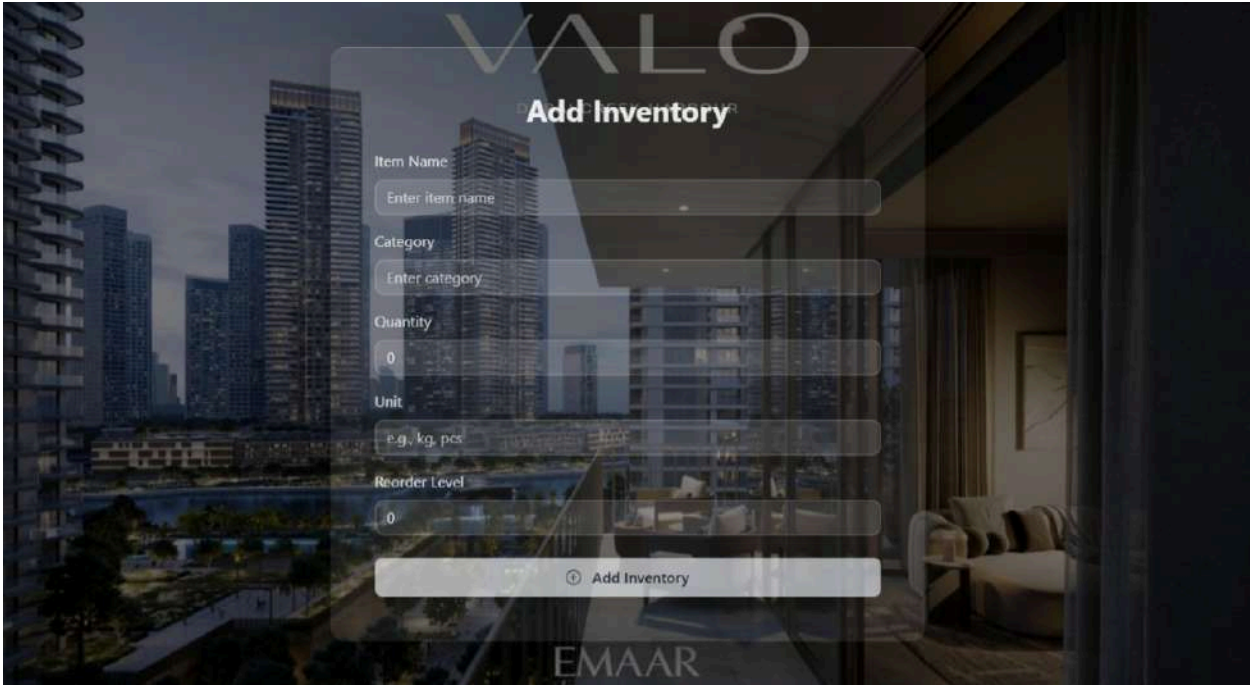 VALO
Add Inventory
Item Name
Enter item name
Category
Enter category
Quantity
0
Unit
e.g., kg, pcs
Reorder Level
0
Add Inventory
EMAAR